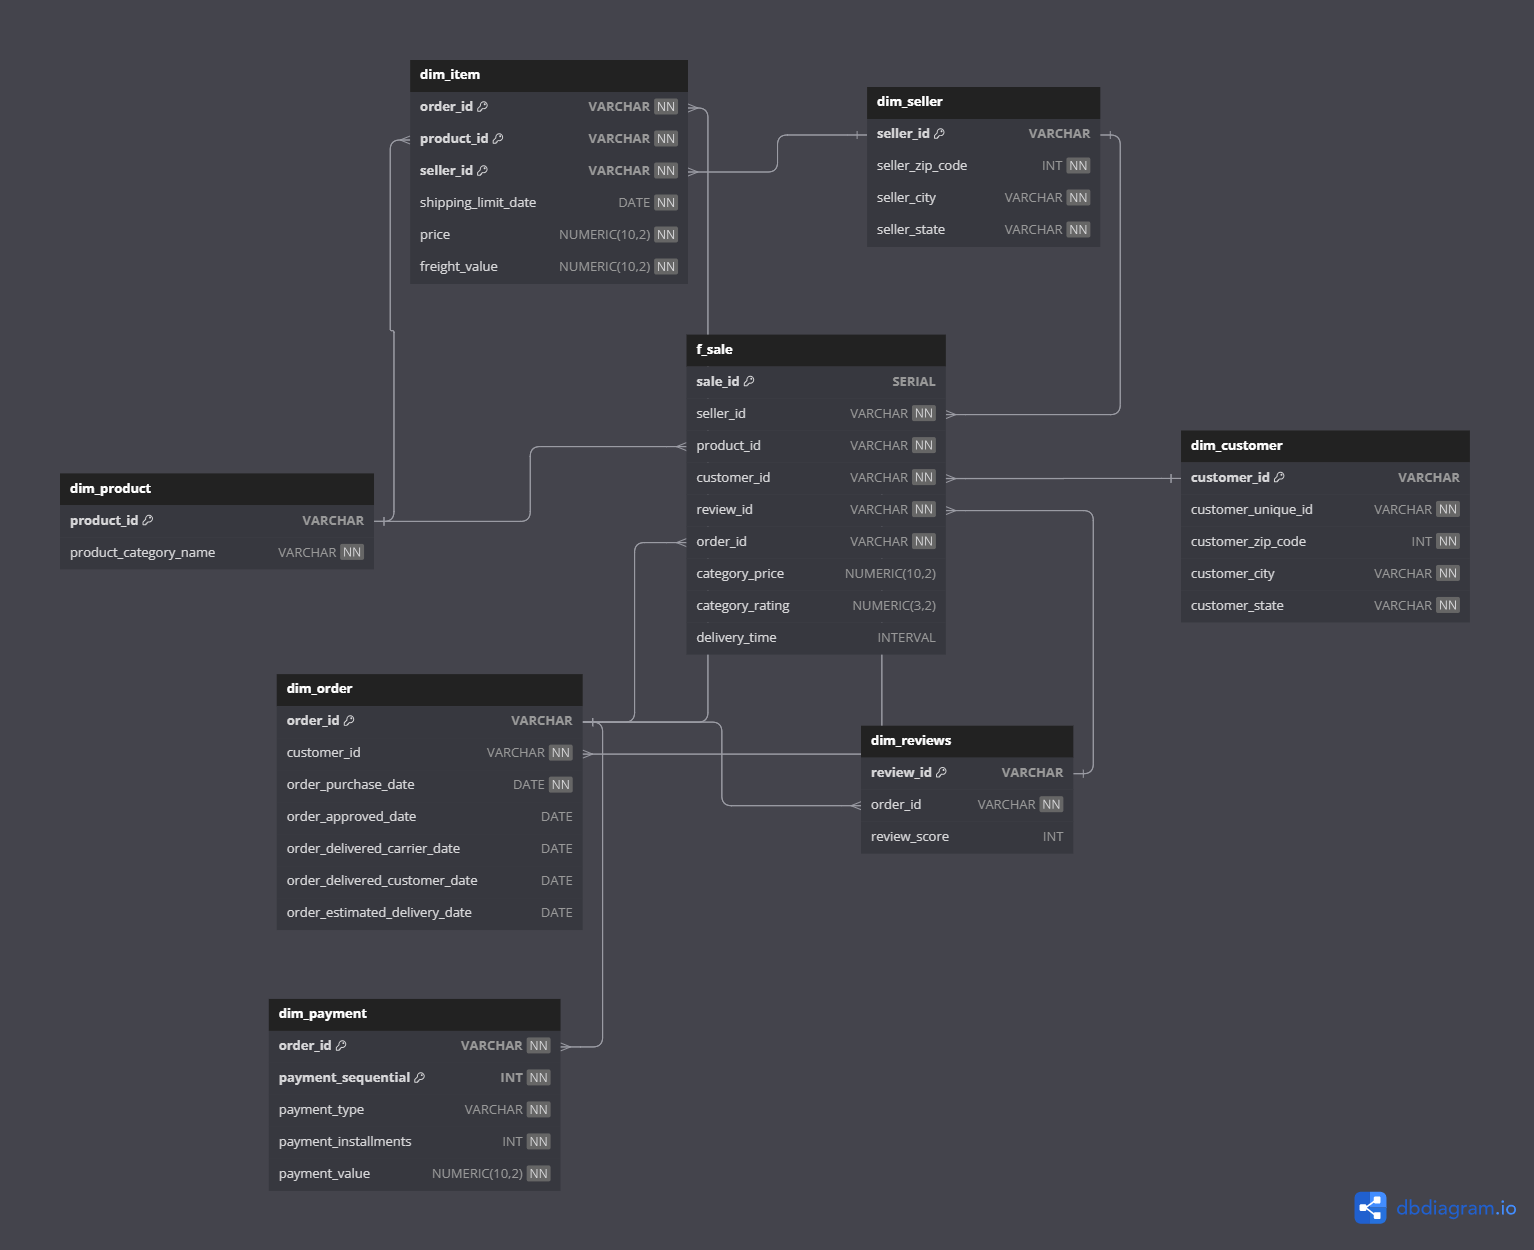 dim_item
order_id VARCHAR NN
product_id VARCHAR NN
seller_id VARCHAR NN
shipping_limit_date DATE NN
price NUMERIC(10,2) NN
freight_value NUMERIC(10,2) NN
dim_seller
seller_id VARCHAR
seller_zip_code INT NN
seller_city VARCHAR NN
seller_state VARCHAR NN
f_sale
sale_id SERIAL
seller_id VARCHAR NN
product_id VARCHAR NN
customer_id VARCHAR NN
review_id VARCHAR NN
order_id VARCHAR NN
category_price NUMERIC(10,2)
category_rating NUMERIC(3,2)
delivery_time INTERVAL
dim_customer
customer_id VARCHAR
customer_unique_id VARCHAR NN
customer_zip_code INT NN
customer_city VARCHAR NN
customer_state VARCHAR NN
dim_product
product_id VARCHAR
product_category_name VARCHAR NN
dim_order
order_id VARCHAR
customer_id VARCHAR NN
order_purchase_date DATE NN
order_approved_date DATE
order_delivered_carrier_date DATE
order_delivered_customer_date DATE
order_estimated_delivery_date DATE
dim_reviews
review_id VARCHAR
order_id VARCHAR NN
review_score INT
dim_payment
order_id VARCHAR NN
payment_sequential INT NN
payment_type VARCHAR NN
payment_installments INT NN
payment_value NUMERIC(10,2) NN
dbdiagram.io